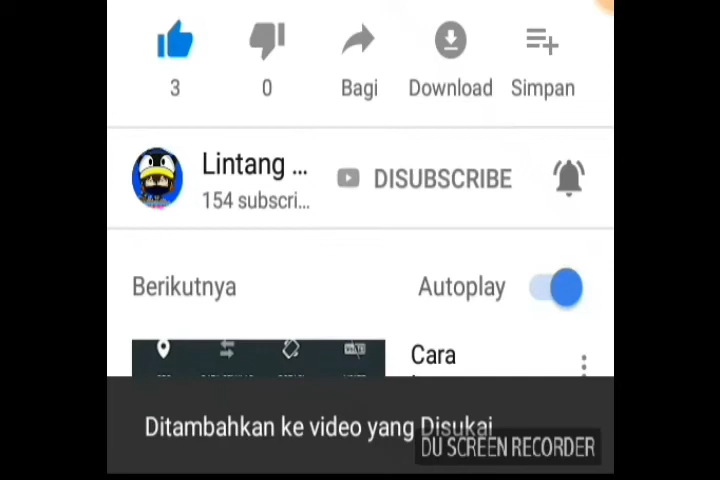 3 0 Bagi Download Simpan
Lintang ... DISUBSCRIBE
154 subscri...
Berikutnya Autoplay
Cara
Ditambahkan ke video yang Disukai
DU SCREEN RECORDER